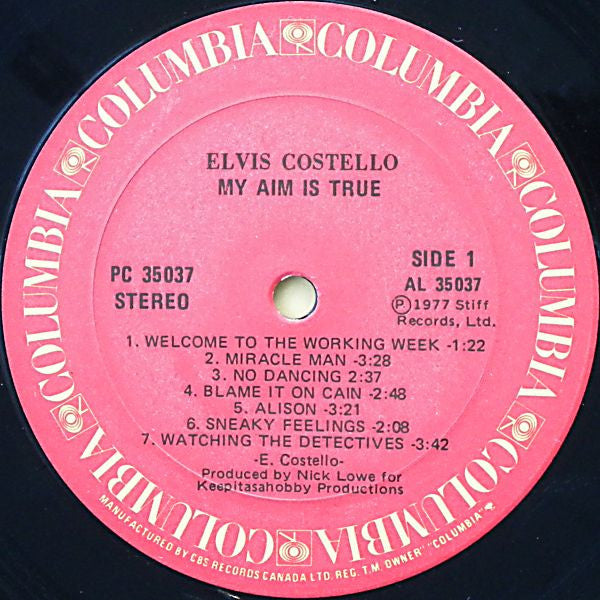 COLUMBIA COLUMBIA COLUMBIA COLUMBIA COLUMBIA COLUMBIA
ELVIS COSTELLO
MY AIM IS TRUE
PC 35037
STEREO
SIDE 1
AL 35037
Ⓟ1977 Stiff
Records, Ltd.
1. WELCOME TO THE WORKING WEEK -1:22
2. MIRACLE MAN -3:28
3. NO DANCING 2:37
4. BLAME IT ON CAIN -2:48
5. ALISON -3:21
6. SNEAKY FEELINGS -2:08
7. WATCHING THE DETECTIVES -3:42
-E. Costello-
Produced by Nick Lowe for
Keepitasahobby Productions
MANUFACTURED BY CBS RECORDS CANADA LTD. REG. T.M. OWNER "COLUMBIA"